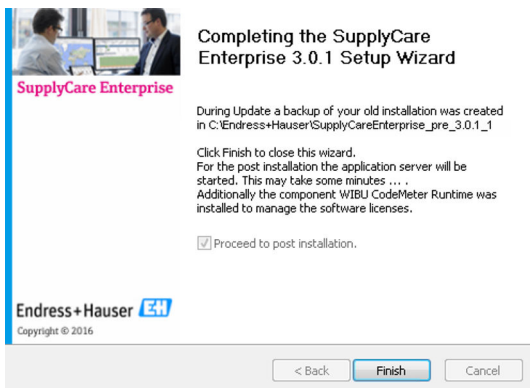 Completing the SupplyCare
Enterprise 3.0.1 Setup Wizard
SupplyCare Enterprise
During Update a backup of your old installation was created
in C:\Endress+Hauser\SupplyCareEnterprise_pre_3.0.1_1
Click Finish to close this wizard.
For the post installation the application server will be
started. This may take some minutes ... .
Additionally the component WIBU CodeMeter Runtime was
installed to manage the software licenses.
Proceed to post installation.
Endress+Hauser EH
Copyright © 2016
< Back Finish Cancel